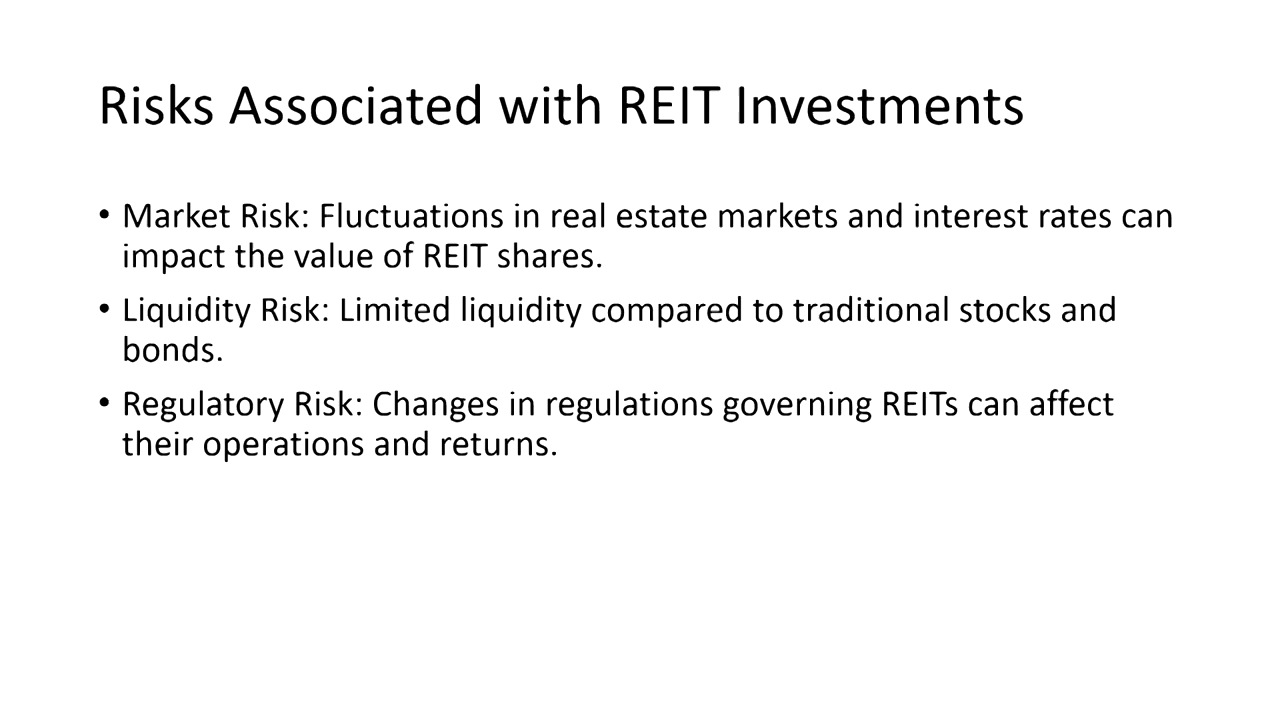 Risks Associated with REIT Investments
• Market Risk: Fluctuations in real estate markets and interest rates can
impact the value of REIT shares.
• Liquidity Risk: Limited liquidity compared to traditional stocks and
bonds.
• Regulatory Risk: Changes in regulations governing REITs can affect
their operations and returns.